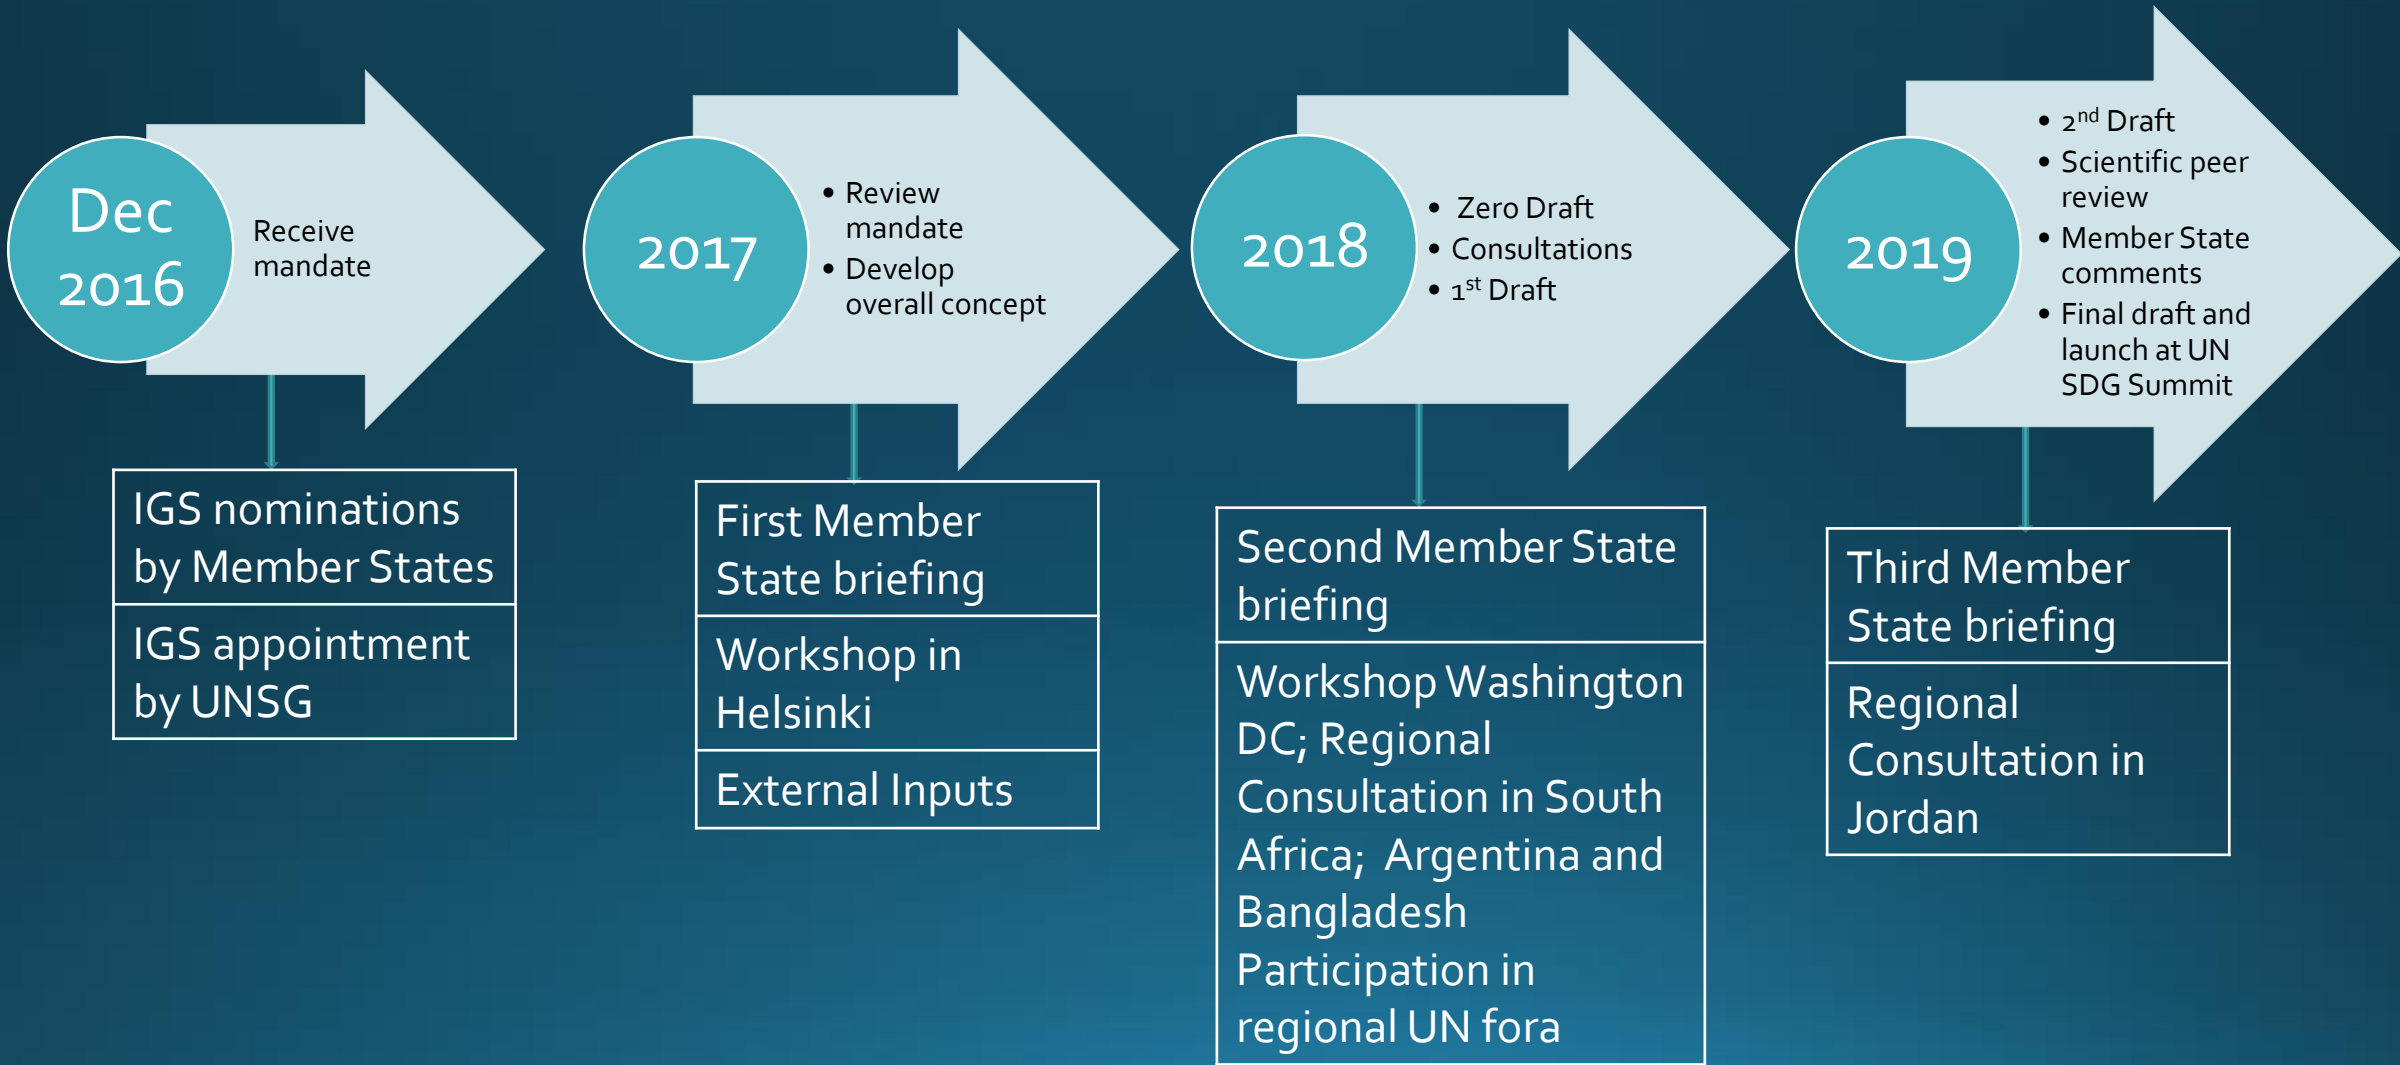 Dec
2016
Receive
mandate
IGS nominations
by Member States
IGS appointment
by UNSG
2017
• Review
mandate
• Develop
overall concept
First Member
State briefing
Workshop in
Helsinki
External Inputs
2018
• Zero Draft
• Consultations
• 1st Draft
Second Member State
briefing
Workshop Washington
DC; Regional
Consultation in South
Africa; Argentina and
Bangladesh
Participation in
regional UN fora
2019
• 2nd Draft
• Scientific peer
review
• Member State
comments
• Final draft and
launch at UN
SDG Summit
Third Member
State briefing
Regional
Consultation in
Jordan